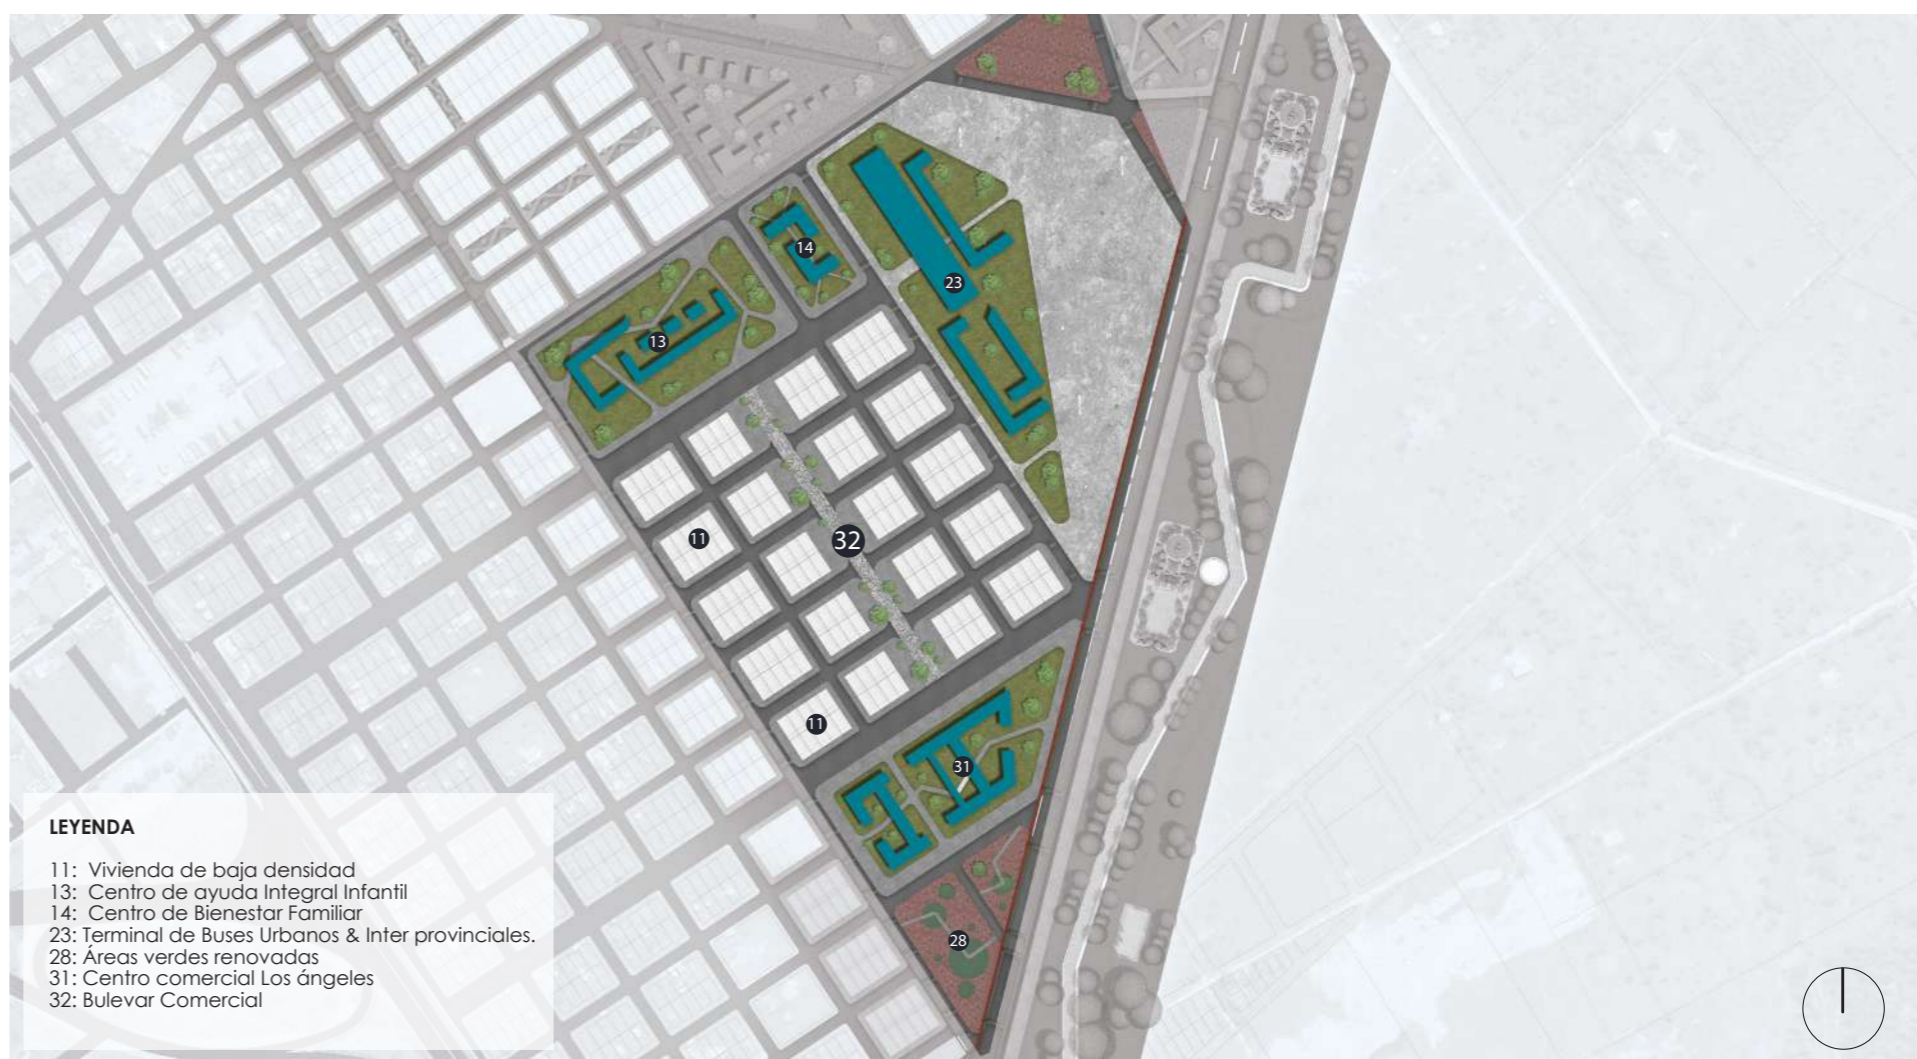 14
23
13
11
32
11
31
28
LEYENDA
11: Vivienda de baja densidad
13: Centro de ayuda Integral Infantil
14: Centro de Bienestar Familiar
23: Terminal de Buses Urbanos & Inter provinciales.
28: Áreas verdes renovadas
31: Centro comercial Los ángeles
32: Bulevar Comercial